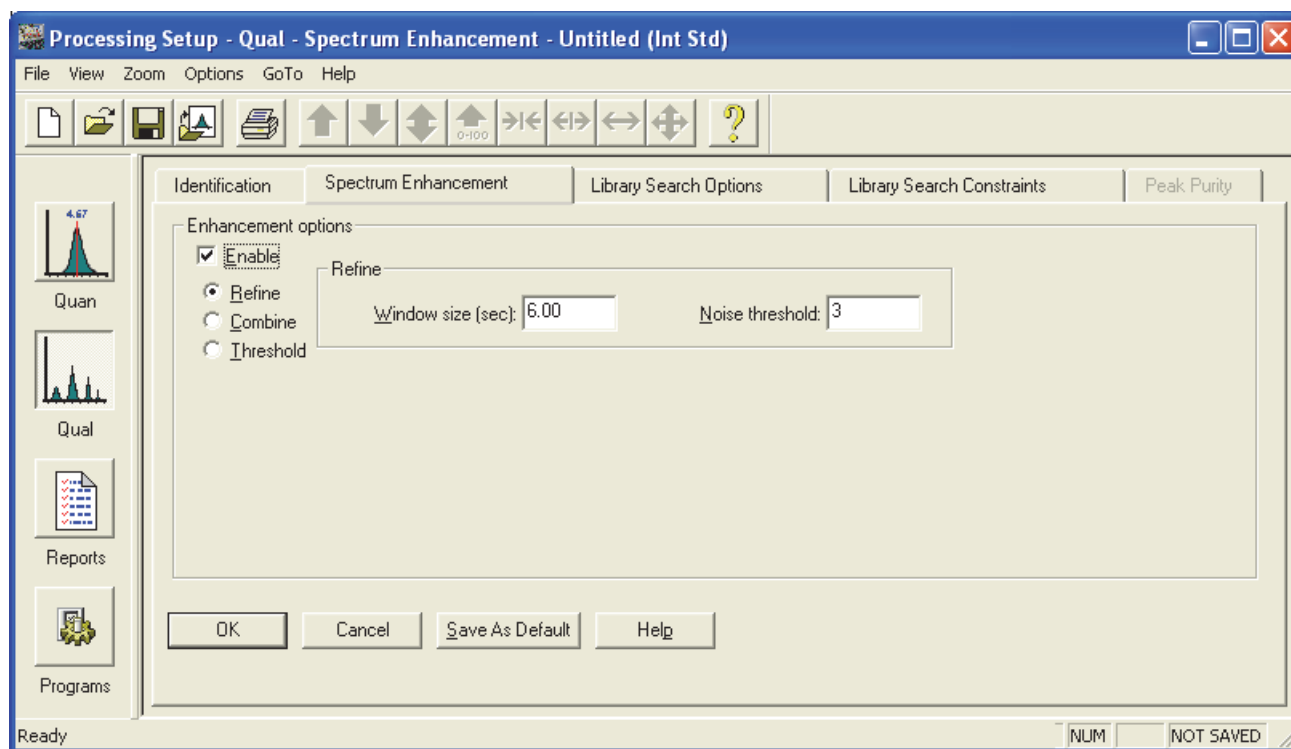 Processing Setup - Qual - Spectrum Enhancement - Untitled (Int Std)
File View Zoom Options GoTo Help
0-100
Identification Spectrum Enhancement Library Search Options Library Search Constraints Peak Purity
4.67
Quan
Qual
Reports
Programs
Enhancement options
Enable
Refine
Combine
Threshold
Refine
Window size (sec): 6.00 Noise threshold: 3
OK Cancel Save As Default Help
Ready NUM NOT SAVED